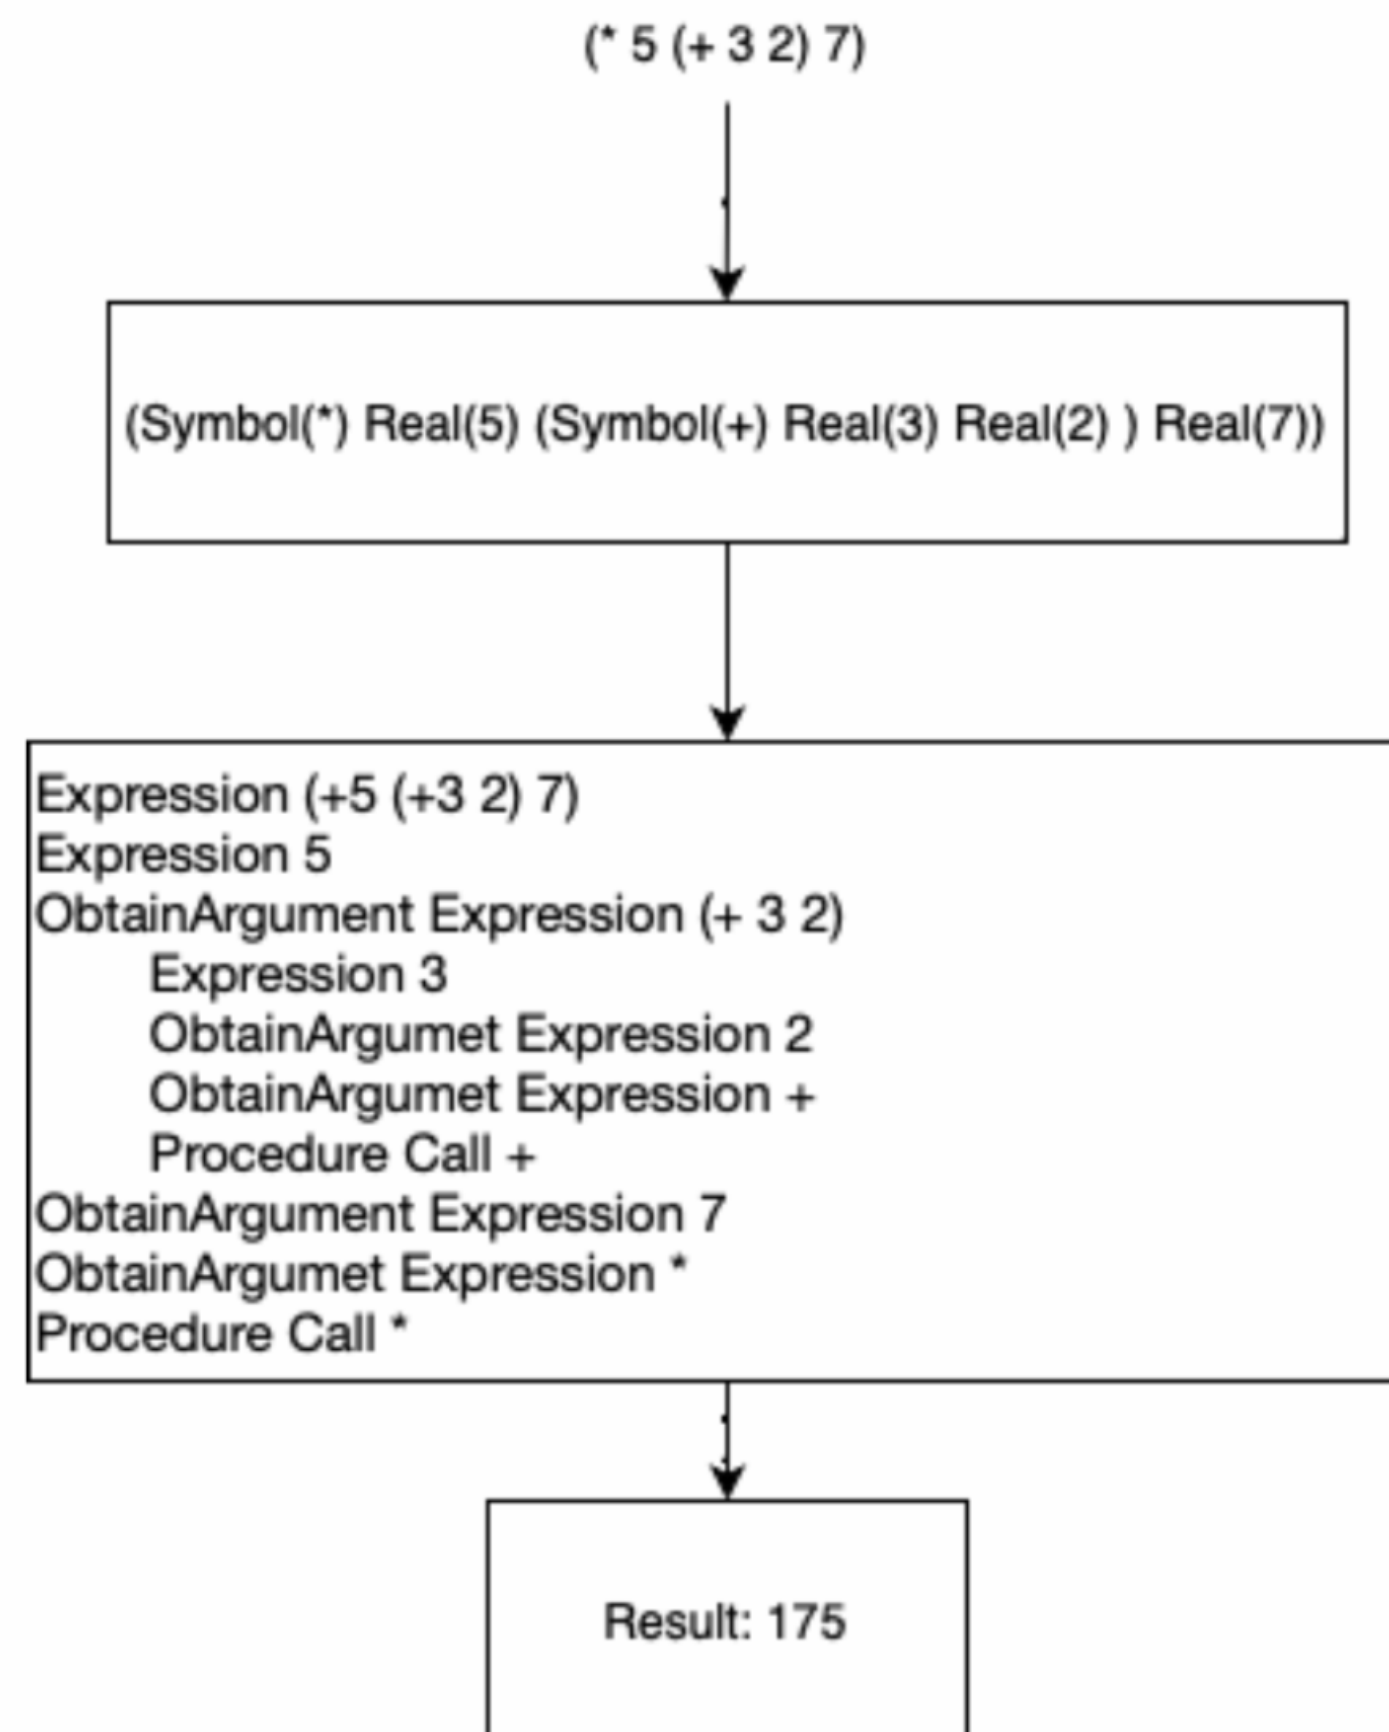 (* 5 (+ 3 2) 7)
(Symbol(*) Real(5) (Symbol(+) Real(3) Real(2) ) Real(7))
Expression (+5 (+3 2) 7)
Expression 5
ObtainArgument Expression (+ 3 2)
Expression 3
ObtainArgumet Expression 2
ObtainArgumet Expression +
Procedure Call +
ObtainArgument Expression 7
ObtainArgumet Expression *
Procedure Call *
Result: 175